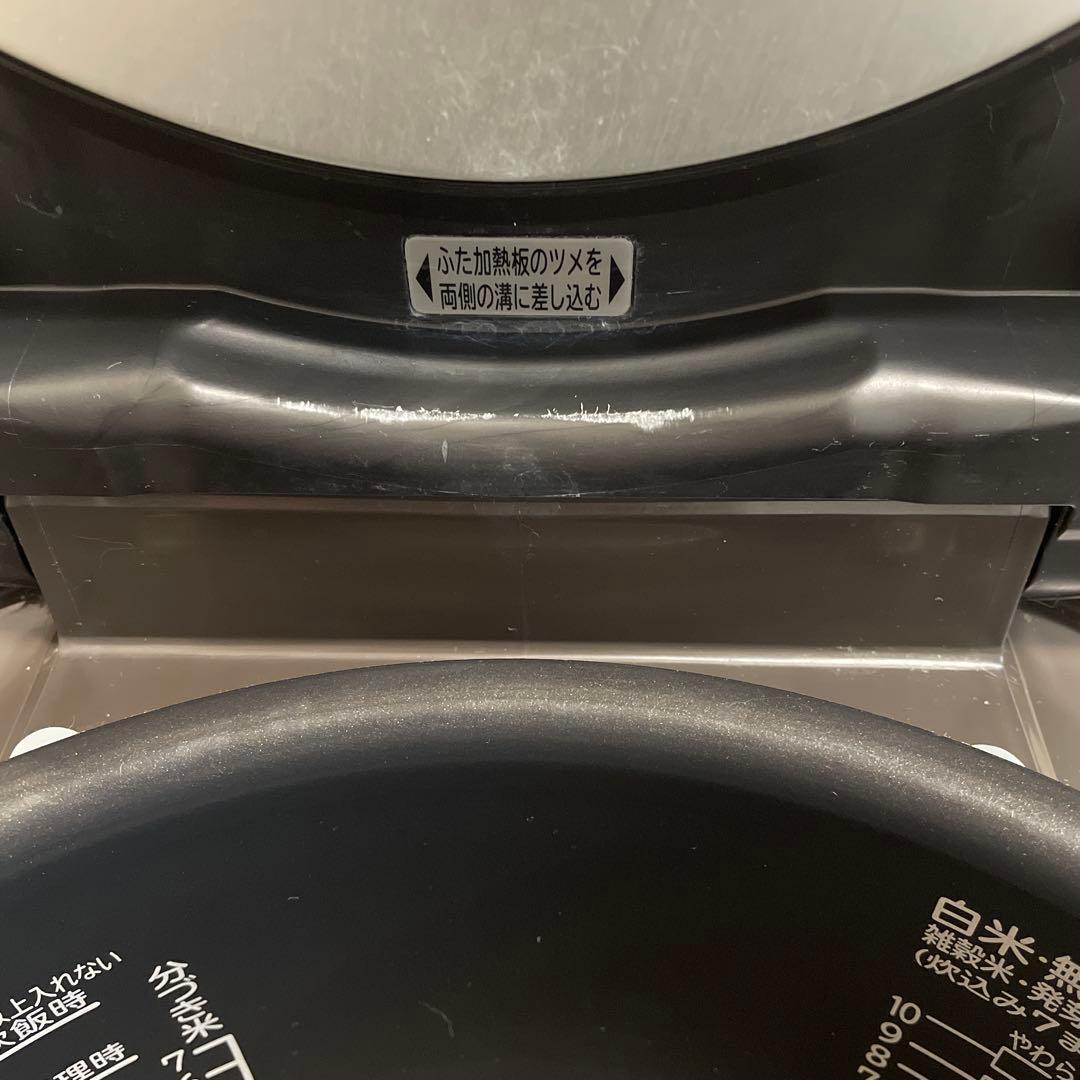 ふた加熱板のツメを
両側の溝に差し込む
上入れない
炊飯時
理時
分づき米
7
白米・無
雑穀米・発芽
(炊込み7ま
やわら
10
9
8
7